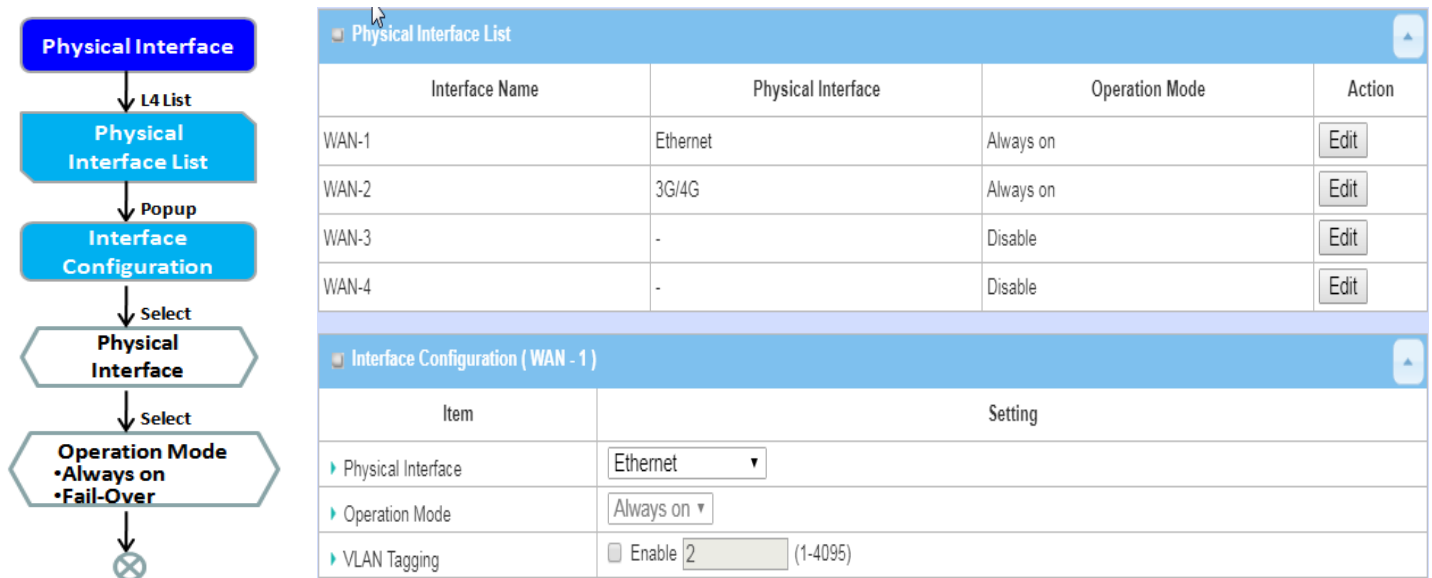 Physical Interface
L4 List
Physical
Interface List
Popup
Interface
Configuration
Select
Physical
Interface
Select
Operation Mode
•Always on
•Fail-Over
Physical Interface List
Interface Name Physical Interface Operation Mode Action
WAN-1 Ethernet Always on Edit
WAN-2 3G/4G Always on Edit
WAN-3 - Disable Edit
WAN-4 - Disable Edit
Interface Configuration ( WAN - 1 )
Item Setting
Physical Interface Ethernet
Operation Mode Always on
VLAN Tagging Enable 2 (1-4095)